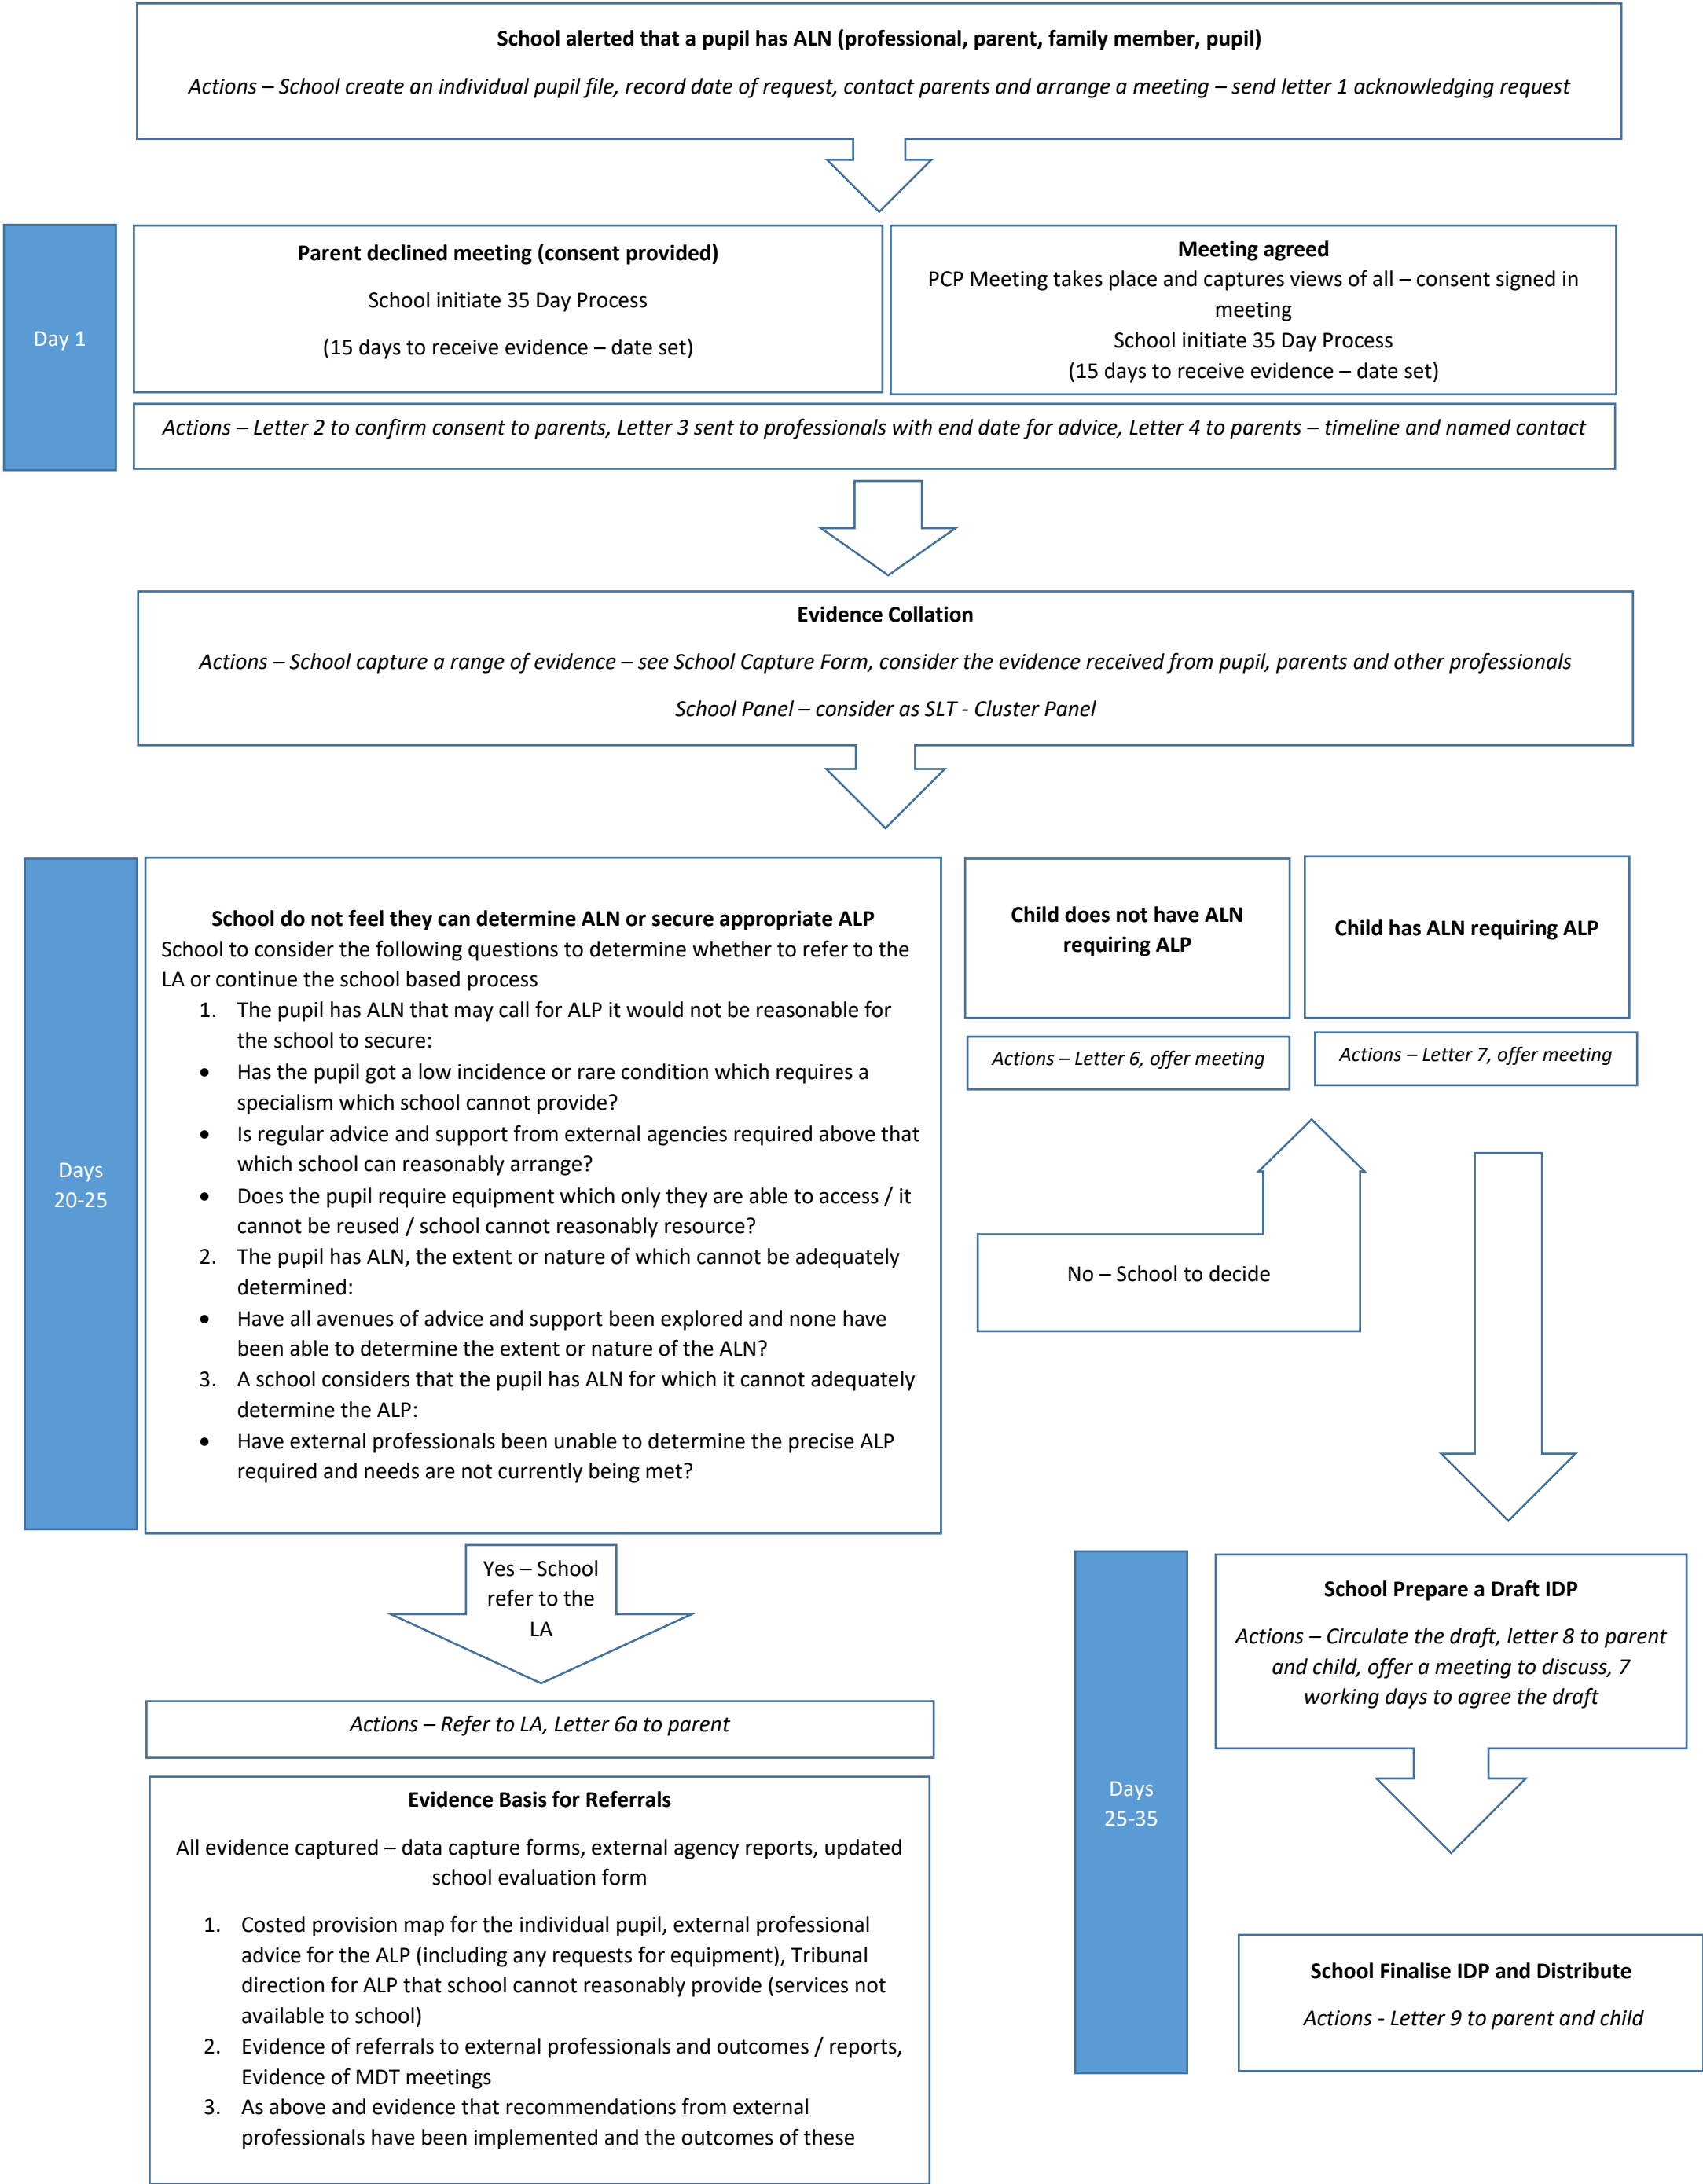 School alerted that a pupil has ALN (professional, parent, family member, pupil)
Actions – School create an individual pupil file, record date of request, contact parents and arrange a meeting – send letter 1 acknowledging request
Day 1
Parent declined meeting (consent provided)
School initiate 35 Day Process
(15 days to receive evidence – date set)
Meeting agreed
PCP Meeting takes place and captures views of all – consent signed in
meeting
School initiate 35 Day Process
(15 days to receive evidence – date set)
Actions – Letter 2 to confirm consent to parents, Letter 3 sent to professionals with end date for advice, Letter 4 to parents – timeline and named contact
Evidence Collation
Actions – School capture a range of evidence – see School Capture Form, consider the evidence received from pupil, parents and other professionals
School Panel – consider as SLT - Cluster Panel
Days
20-25
School do not feel they can determine ALN or secure appropriate ALP
School to consider the following questions to determine whether to refer to the
LA or continue the school based process
1. The pupil has ALN that may call for ALP it would not be reasonable for
the school to secure:
• Has the pupil got a low incidence or rare condition which requires a
specialism which school cannot provide?
• Is regular advice and support from external agencies required above that
which school can reasonably arrange?
• Does the pupil require equipment which only they are able to access / it
cannot be reused / school cannot reasonably resource?
2. The pupil has ALN, the extent or nature of which cannot be adequately
determined:
• Have all avenues of advice and support been explored and none have
been able to determine the extent or nature of the ALN?
3. A school considers that the pupil has ALN for which it cannot adequately
determine the ALP:
• Have external professionals been unable to determine the precise ALP
required and needs are not currently being met?
Child does not have ALN
requiring ALP
Actions – Letter 6, offer meeting
Child has ALN requiring ALP
Actions – Letter 7, offer meeting
No – School to decide
Yes – School
refer to the
LA
Actions – Refer to LA, Letter 6a to parent
Evidence Basis for Referrals
All evidence captured – data capture forms, external agency reports, updated
school evaluation form
1. Costed provision map for the individual pupil, external professional
advice for the ALP (including any requests for equipment), Tribunal
direction for ALP that school cannot reasonably provide (services not
available to school)
2. Evidence of referrals to external professionals and outcomes / reports,
Evidence of MDT meetings
3. As above and evidence that recommendations from external
professionals have been implemented and the outcomes of these
Days
25-35
School Prepare a Draft IDP
Actions – Circulate the draft, letter 8 to parent
and child, offer a meeting to discuss, 7
working days to agree the draft
School Finalise IDP and Distribute
Actions - Letter 9 to parent and child